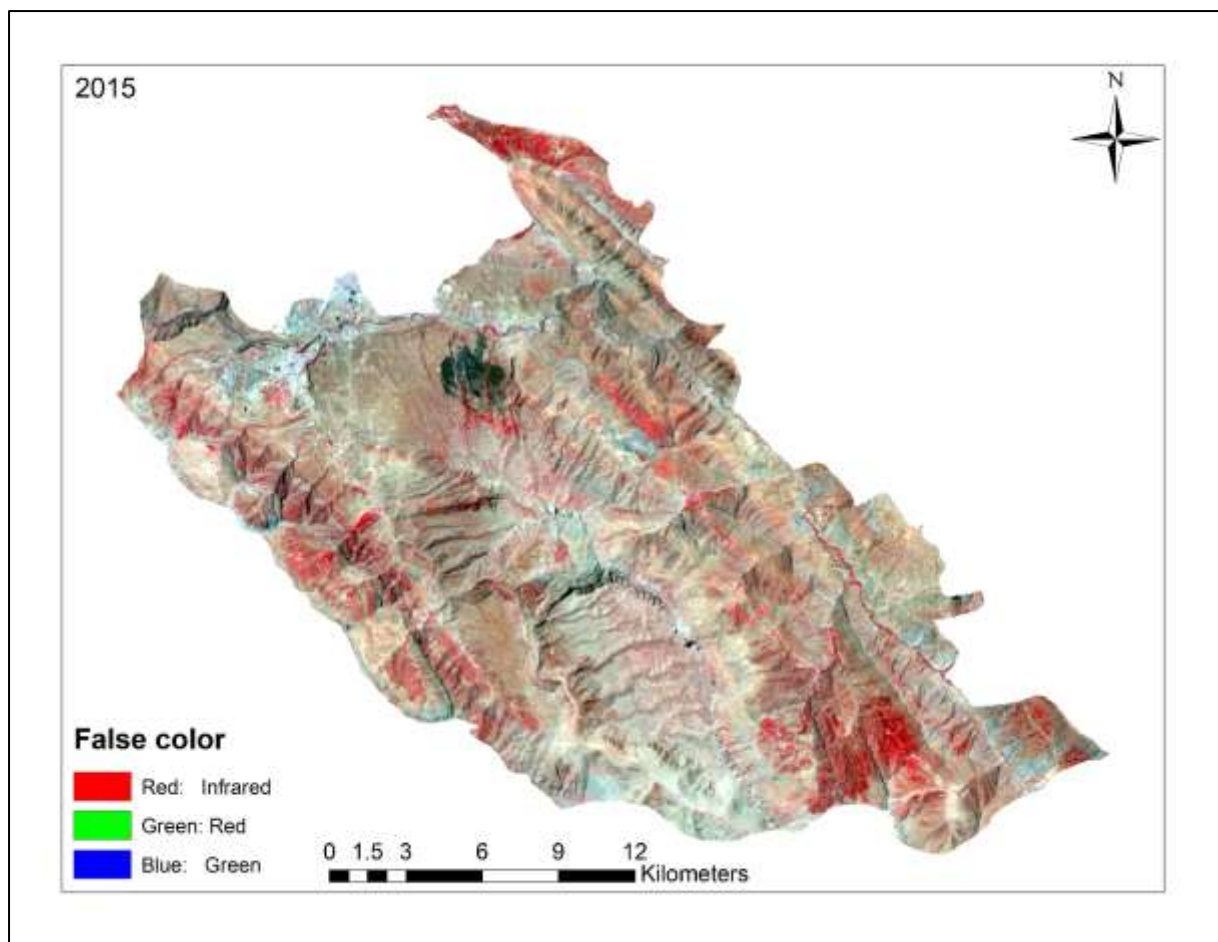 2015
N
False color
Red: Infrared
Green: Red
Blue: Green
0 1.5 3 6 9 12
Kilometers